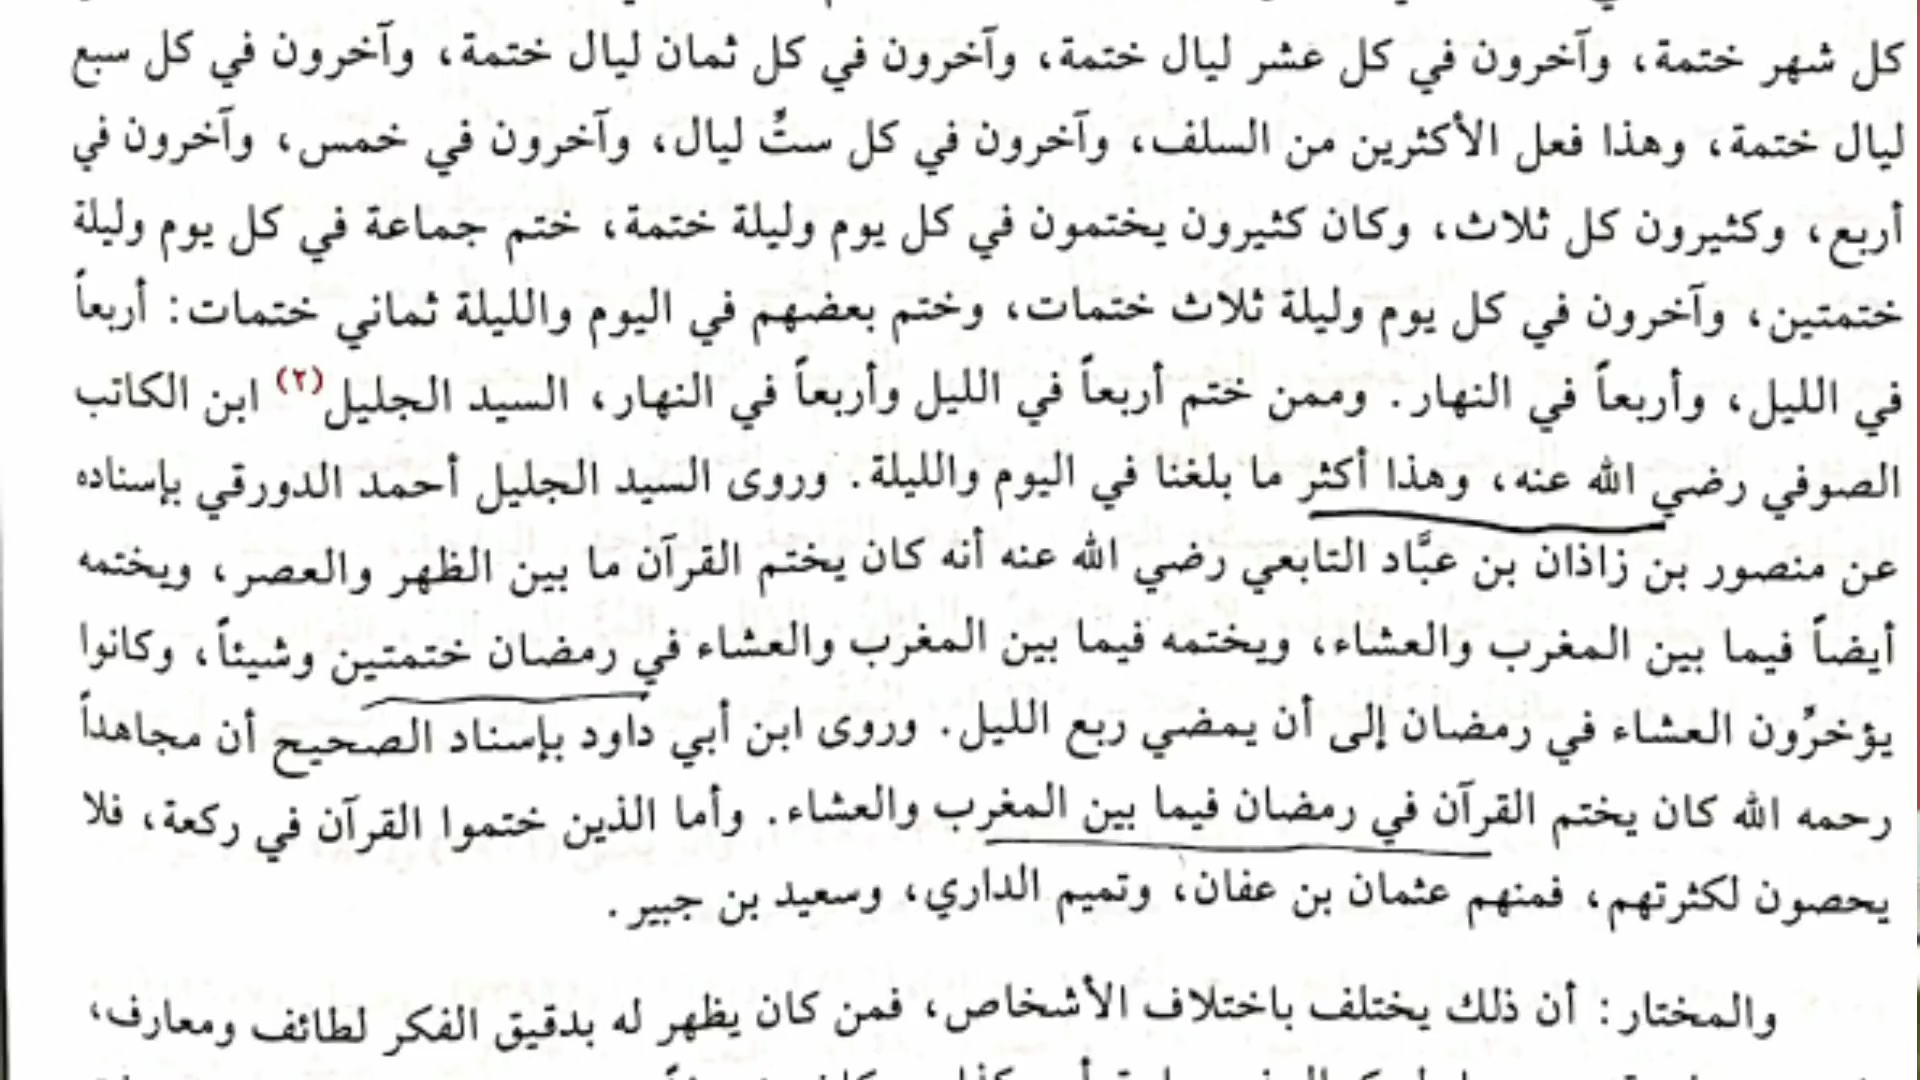 كل شهر ختمة، وآخرون في كل عشر ليال ختمة، وآخرون في كل ثمان ليال ختمة، وآخرون في كل سبع
ليال ختمة، وهذا فعل الأكثرين من السلف، وآخرون في كل ستِّ ليال، وآخرون في خمس، وآخرون في
أربع، وكثيرون كل ثلاث، وكان كثيرون يختمون في كل يوم وليلة ختمة، ختم جماعة في كل يوم وليلة
ختمتين، وآخرون في كل يوم وليلة ثلاث ختمات، وختم بعضهم في اليوم والليلة ثماني ختمات: أربعاً
في الليل، وأربعاً في النهار. وممن ختم أربعاً في الليل وأربعاً في النهار، السيد الجليل(٢) ابن الكاتب
الصوفي رضي الله عنه، وهذا أكثر ما بلغنا في اليوم والليلة. وروى السيد الجليل أحمد الدورقي بإسناده
عن منصور بن زاذان بن عبَّاد التابعي رضي الله عنه أنه كان يختم القرآن ما بين الظهر والعصر، ويختمه
أيضاً فيما بين المغرب والعشاء، ويختمه فيما بين المغرب والعشاء في رمضان ختمتين وشيئاً، وكانوا
يؤخرِّون العشاء في رمضان إلى أن يمضي ربع الليل. وروى ابن أبي داود بإسناد الصحيح أن مجاهداً
رحمه الله كان يختم القرآن في رمضان فيما بين المغرب والعشاء. وأما الذين ختموا القرآن في ركعة، فلا
يحصون لكثرتهم، فمنهم عثمان بن عفان، وتميم الداري، وسعيد بن جبير.
والمختار: أن ذلك يختلف باختلاف الأشخاص، فمن كان يظهر له بدقيق الفكر لطائف ومعارف،